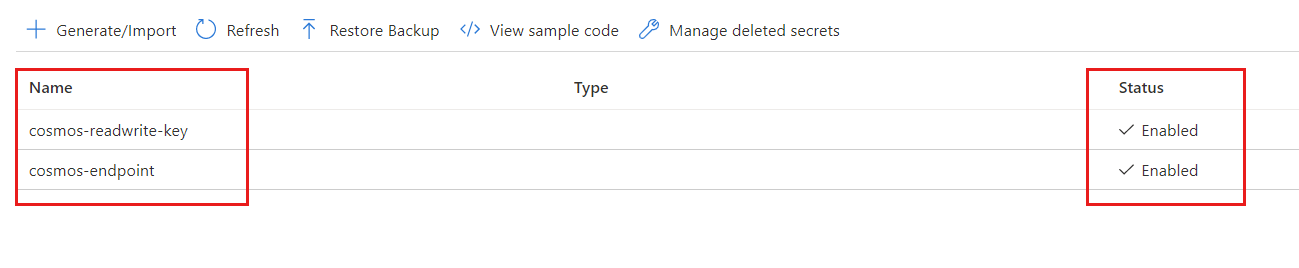 Generate/Import Refresh Restore Backup </> View sample code Manage deleted secrets
Name Type Status
cosmos-readwrite-key Enabled
cosmos-endpoint Enabled